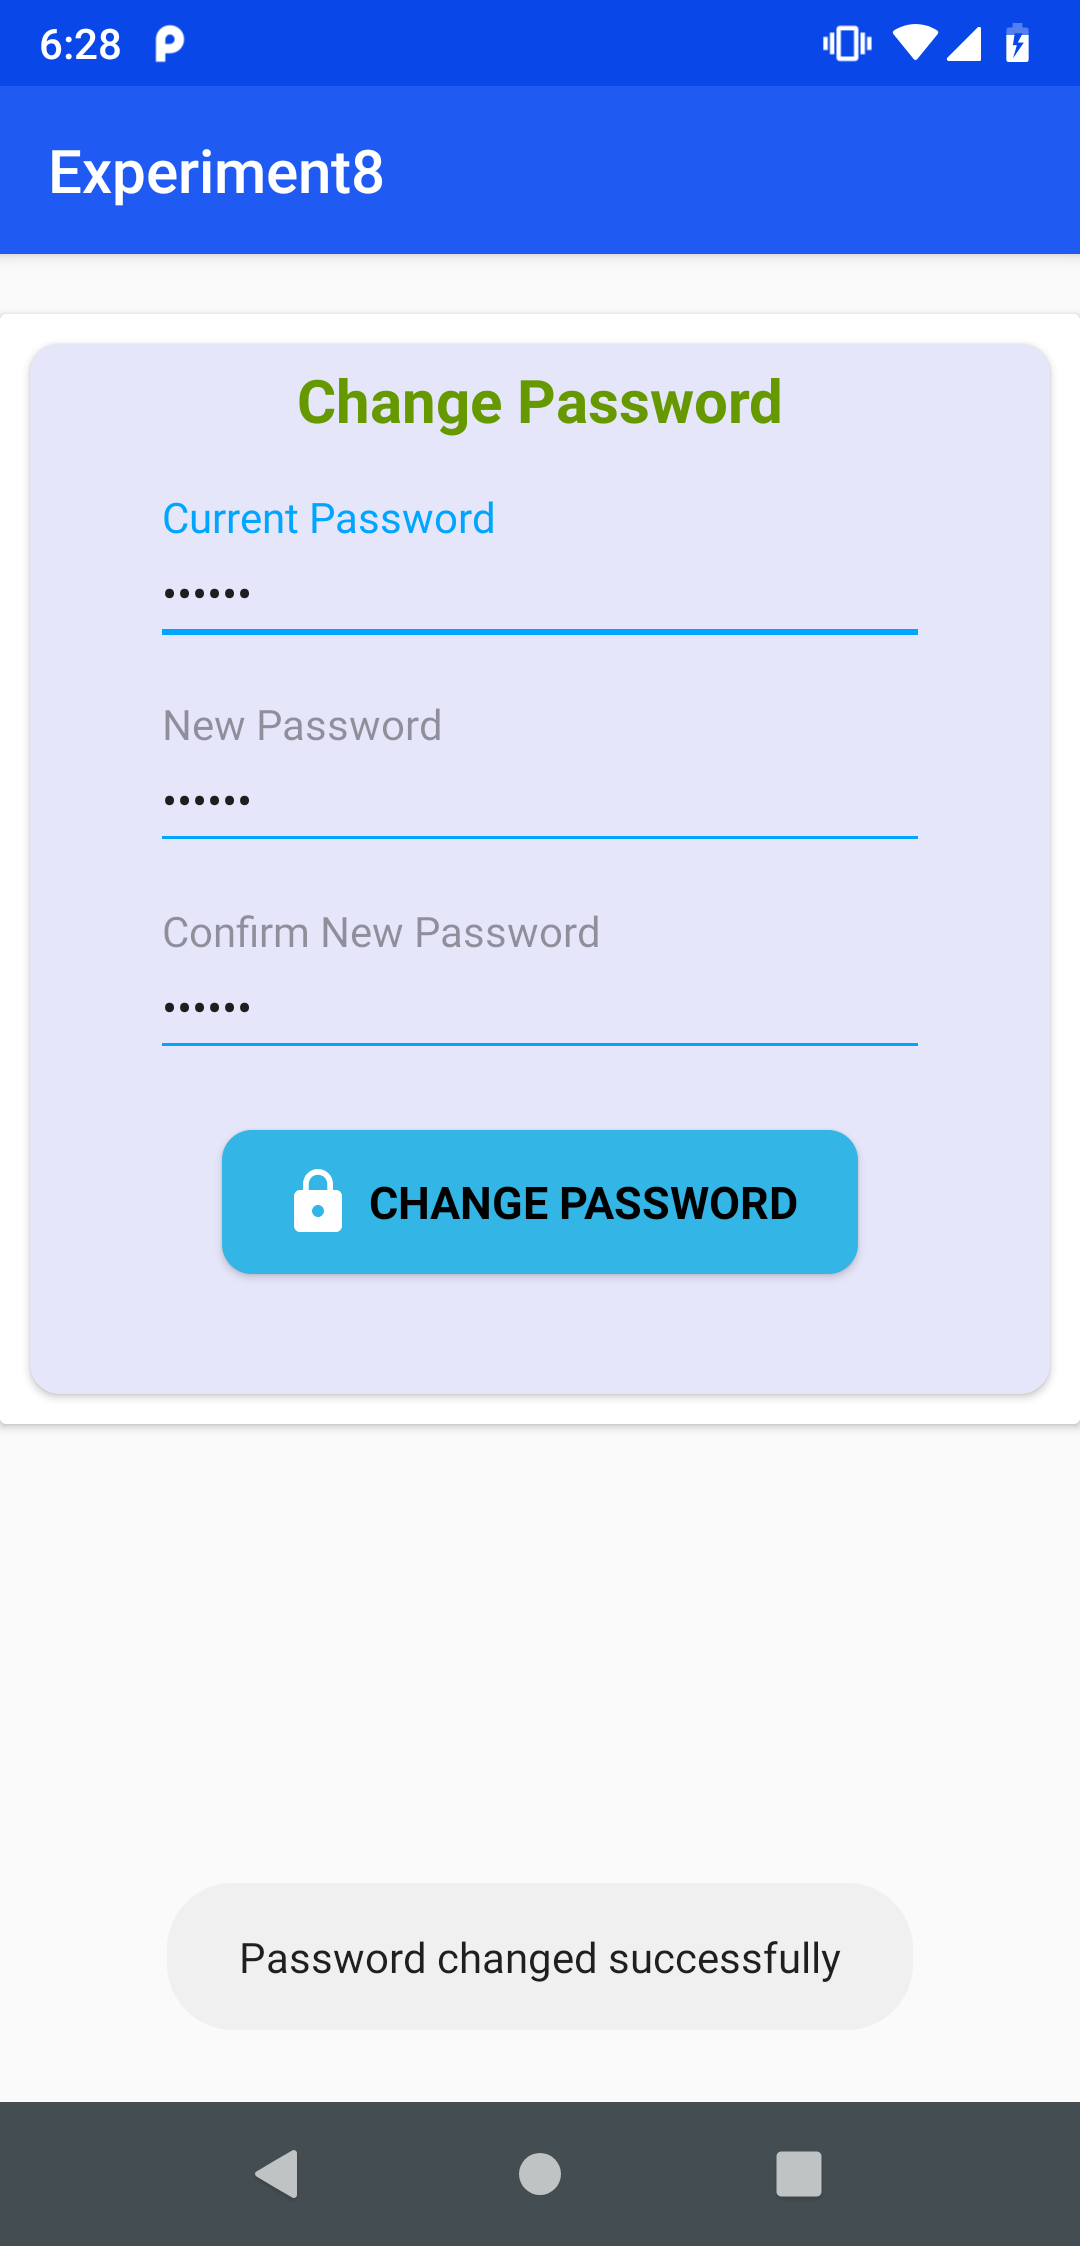 6:28
Experiment8
Change Password
Current Password
••••••
New Password
••••••
Confirm New Password
••••••
CHANGE PASSWORD
Password changed successfully